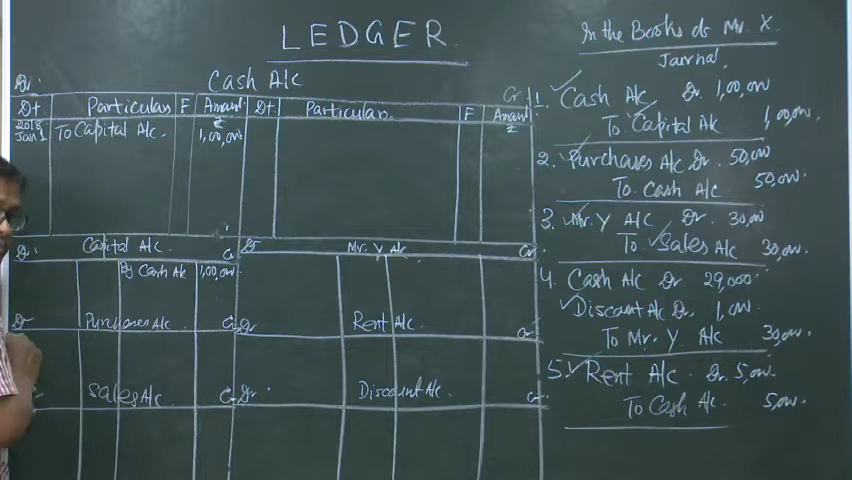 LEDGER
Cash A/c
Dr. Cr
Dt Particulars F Amount ₹ Dt Particulars F Amount ₹
2018 Jan 1 To Capital A/c. 1,00,000
Dr. Capital A/c. Cr
By Cash A/c 1,00,000
Dr Mr. Y A/c Cr
Dr Purchases A/c Cr
Dr Rent A/c. Cr
Sales A/c Cr
Dr. Discount A/c. Cr
In the Books of Mr. X.
Journal
1. Cash A/c Dr. 1,00,000
To Capital A/c 1,00,000
2. Purchases A/c Dr. 50,000
To Cash A/c 50,000
3. Mr. Y A/c Dr. 30,000
To Sales A/c 30,000
4. Cash A/c Dr 29,000
Discount A/c Dr. 1,000
To Mr. Y A/c 30,000
5. Rent A/c. Dr. 5,000
To Cash A/c. 5,000